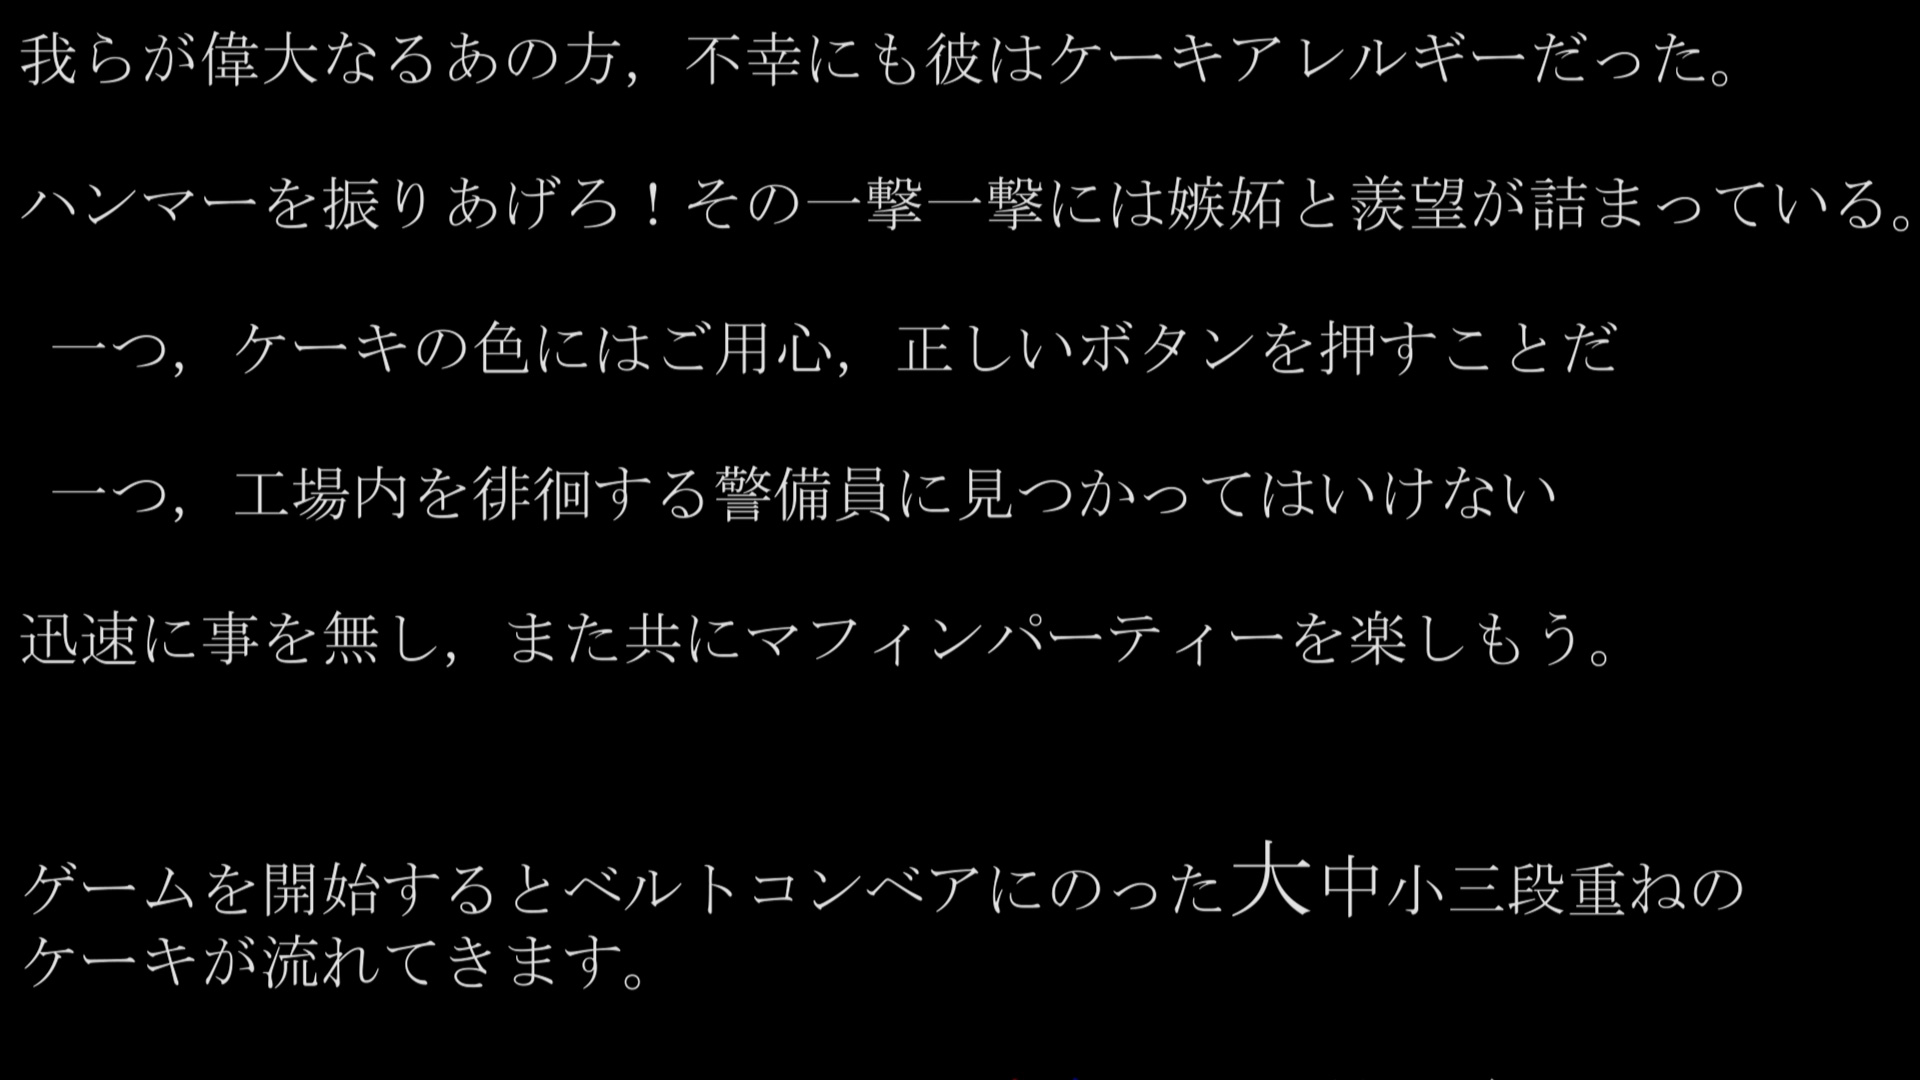 我らが偉大なるあの方，不幸にも彼はケーキアレルギーだった。
ハンマーを振りあげろ！その一撃一撃には嫉妬と羨望が詰まっている。
一つ，ケーキの色にはご用心，正しいボタンを押すことだ
一つ，工場内を徘徊する警備員に見つかってはいけない
迅速に事を無し，また共にマフィンパーティーを楽しもう。
ゲームを開始するとベルトコンベアにのった大中小三段重ねの
ケーキが流れてきます。